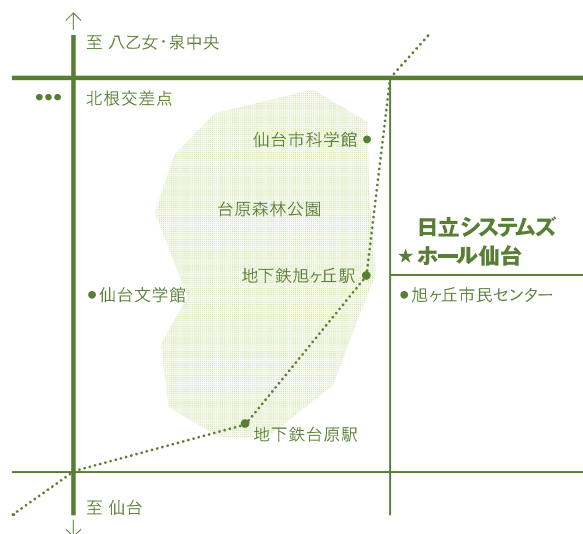 至 八乙女・泉中央
北根交差点
仙台市科学館
台原森林公園
日立システムズ
★ホール仙台
地下鉄旭ヶ丘駅
仙台文学館
旭ヶ丘市民センター
地下鉄台原駅
至 仙台